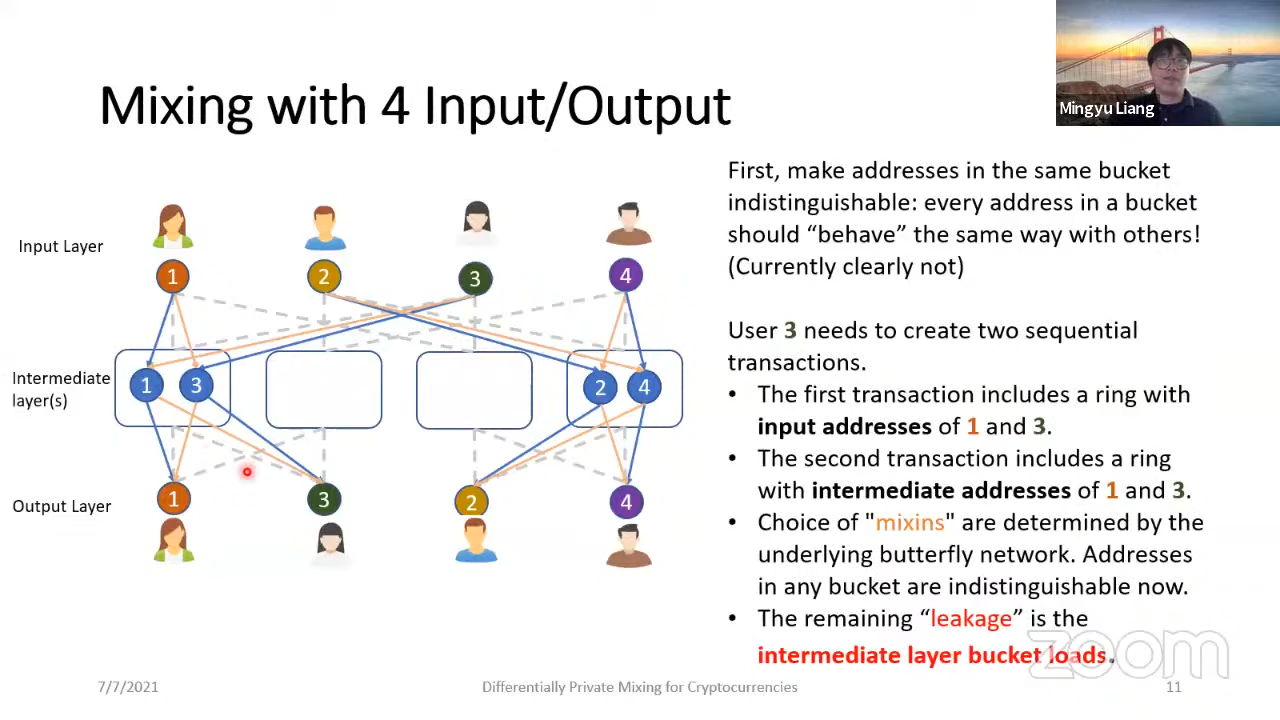 Mingyu Liang
Mixing with 4 Input/Output
Input Layer
1
2
3
4
Intermediate
layer(s)
1
3
2
4
Output Layer
1
3
2
4
First, make addresses in the same bucket
indistinguishable: every address in a bucket
should “behave” the same way with others!
(Currently clearly not)
User 3 needs to create two sequential
transactions.
• The first transaction includes a ring with
input addresses of 1 and 3.
• The second transaction includes a ring
with intermediate addresses of 1 and 3.
• Choice of "mixins" are determined by the
underlying butterfly network. Addresses
in any bucket are indistinguishable now.
• The remaining “leakage” is the
intermediate layer bucket loads.
zoom
7/7/2021
Differentially Private Mixing for Cryptocurrencies
11